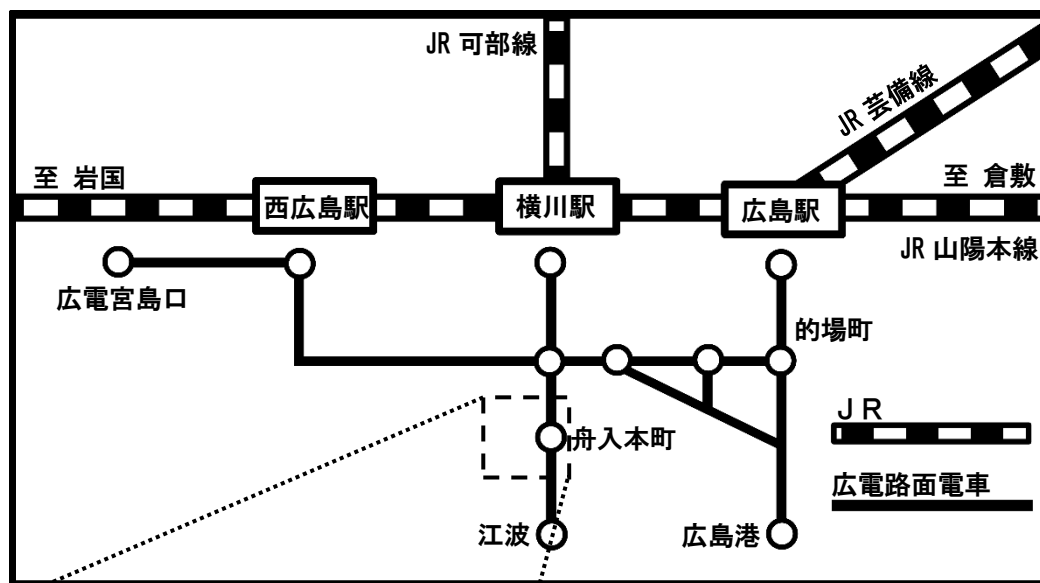 JR 可部線
JR 芸備線
至 岩国
西広島駅
横川駅
広島駅
至 倉敷
JR 山陽本線
広電宮島口
的場町
JR
舟入本町
広電路面電車
江波
広島港